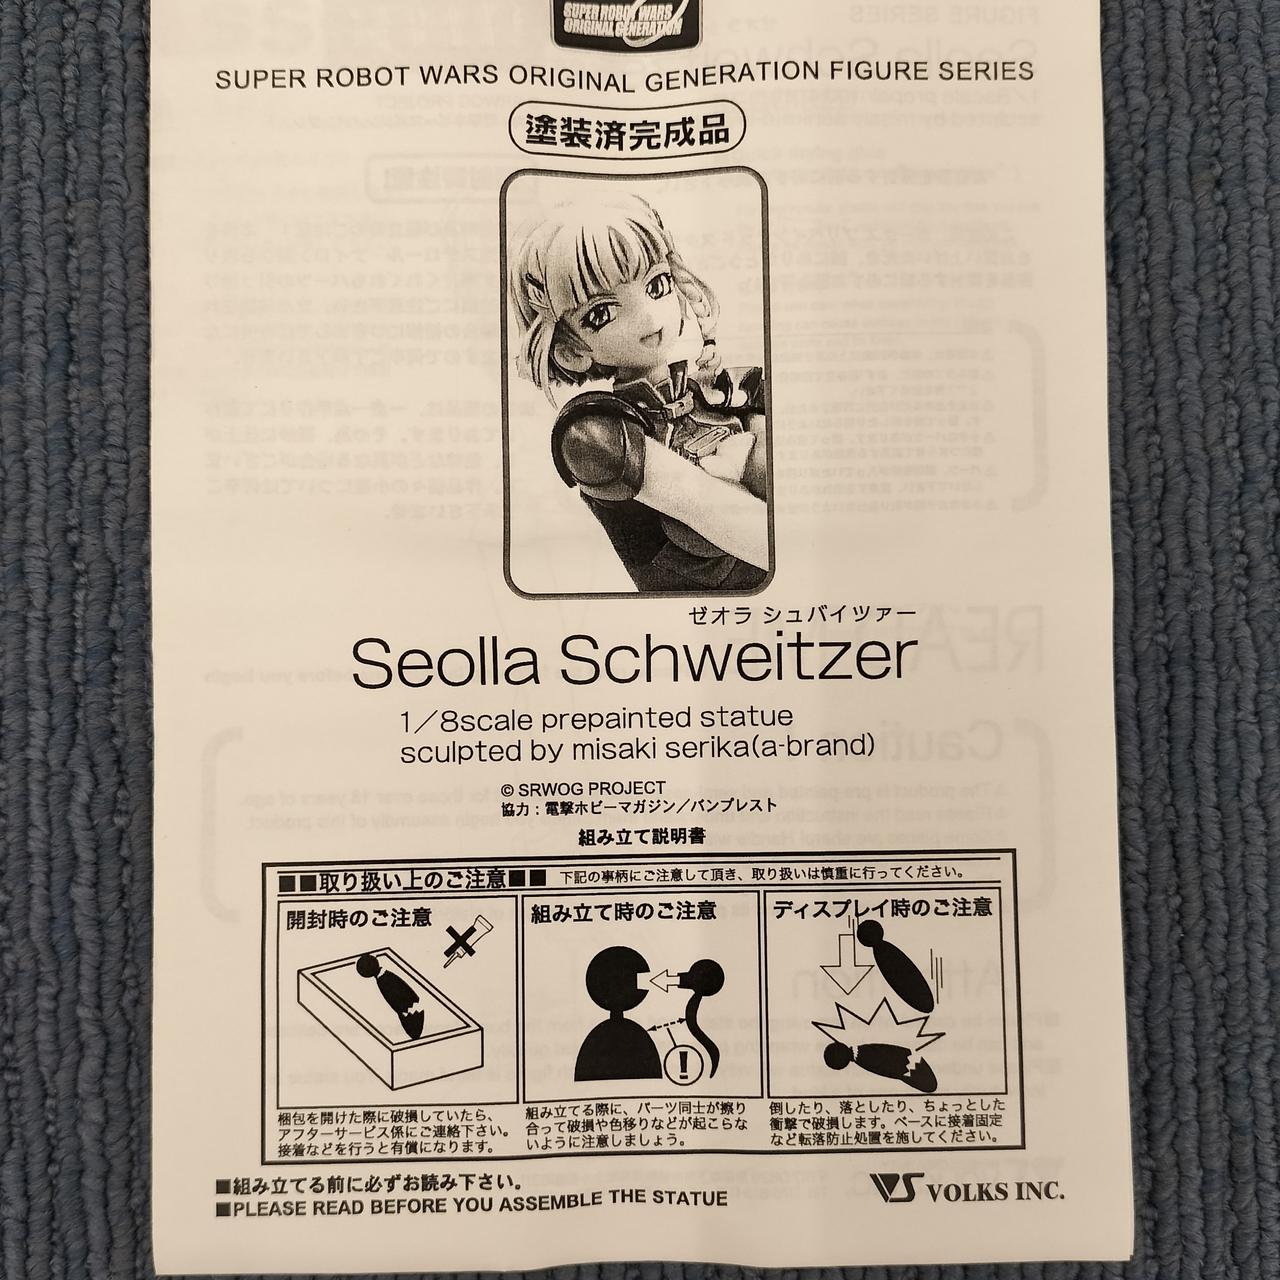 SUPER ROBOT WARS
ORIGINAL GENERATION
SUPER ROBOT WARS ORIGINAL GENERATION FIGURE SERIES
塗装済完成品
ゼオラ シュバイツァー
Seolla Schweitzer
1/8scale prepainted statue
sculpted by misaki serika(a-brand)
© SRWOG PROJECT
協力：電撃ホビーマガジン／バンプレスト
組み立て説明書
■■取り扱い上のご注意■■ 下記の事柄にご注意して頂き、取り扱いは慎重に行ってください。
開封時のご注意
梱包を開けた際に破損していたら、
アフターサービス係にご連絡下さい。
接着などを行うと有償になります。
組み立て時のご注意
!
組み立てる際に、パーツ同士が擦り
合って破損や色移りなどが起こらな
いように注意しましょう。
ディスプレイ時のご注意
倒したり、落としたり、ちょっとした
衝撃で破損します。ベースに接着固定
など転落防止処置を施してください。
■組み立てる前に必ずお読み下さい。
■PLEASE READ BEFORE YOU ASSEMBLE THE STATUE
VS VOLKS INC.